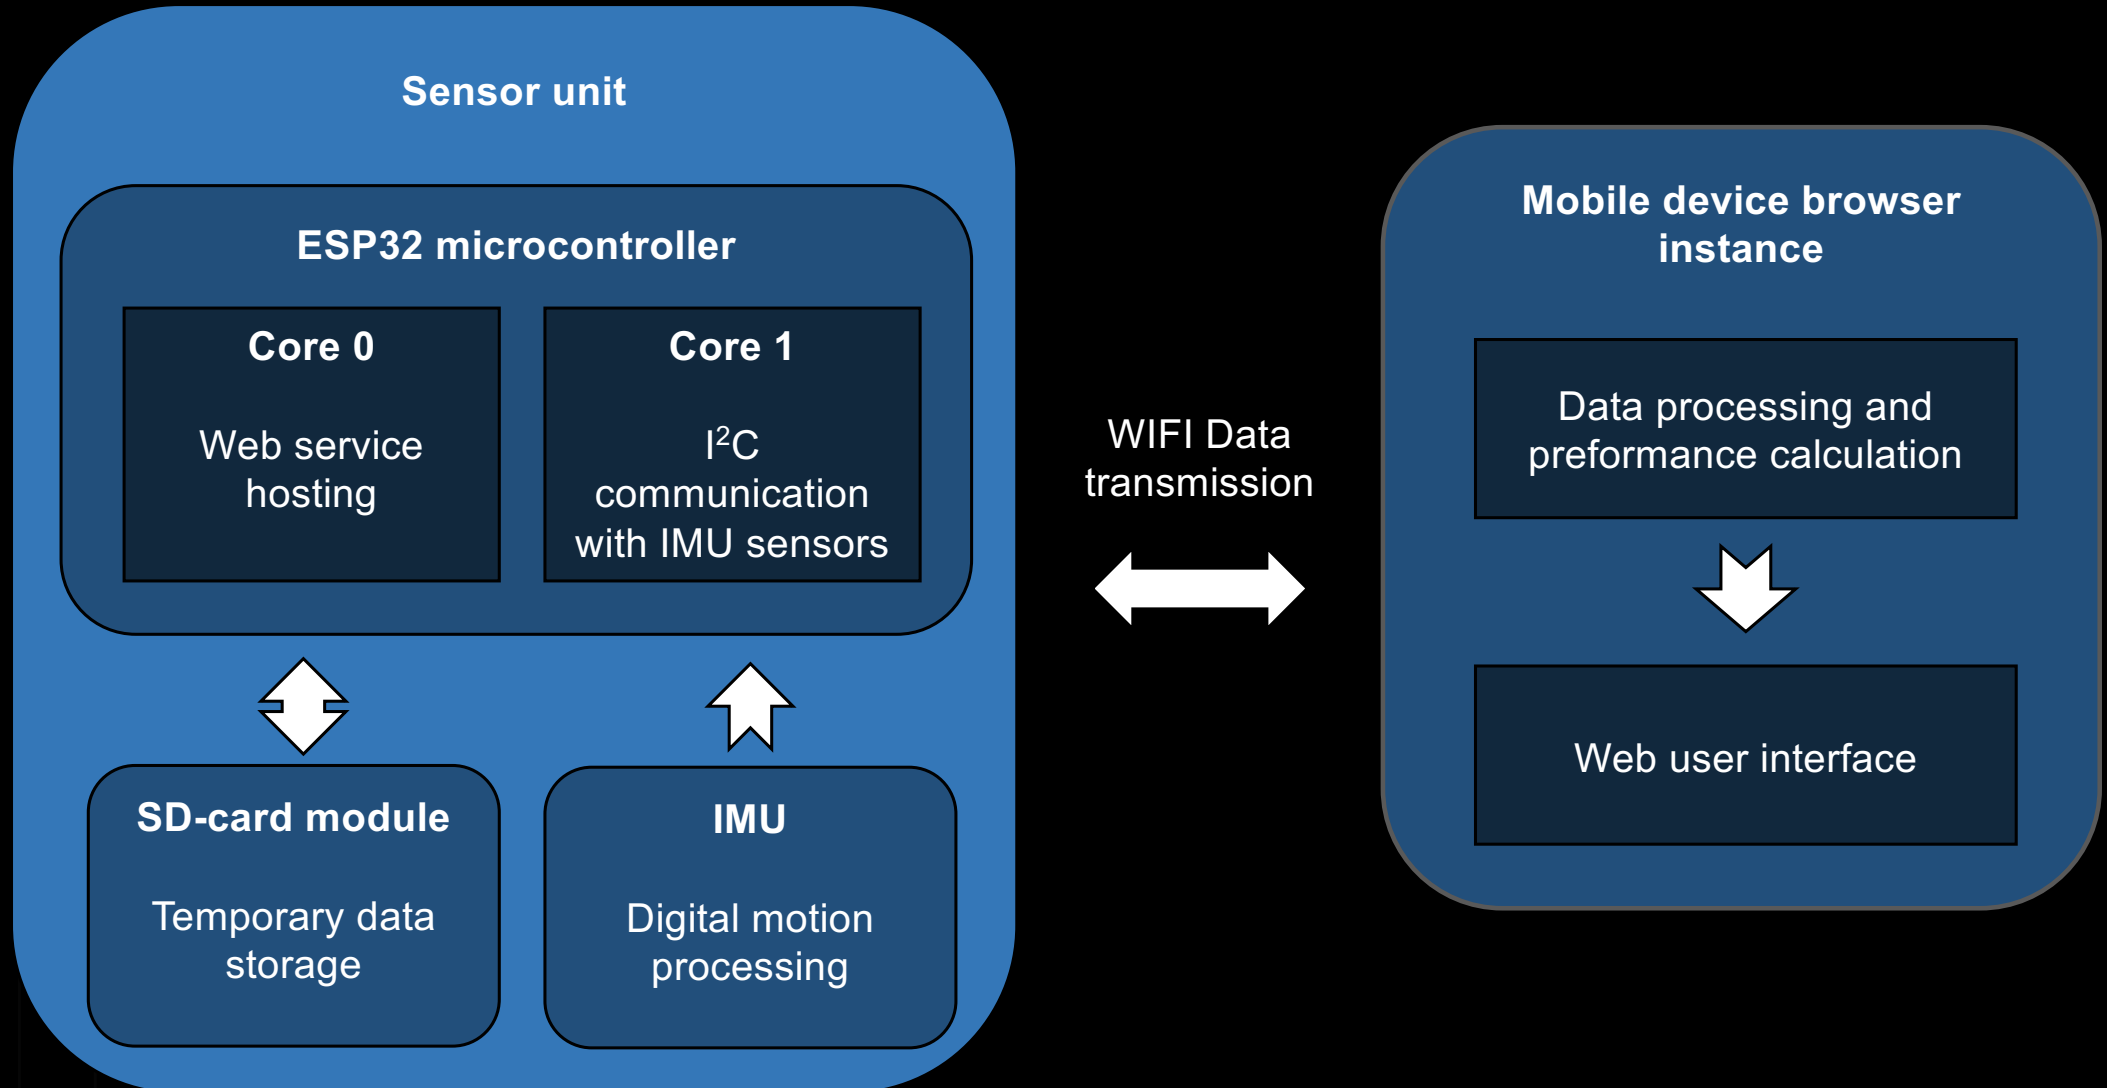 Sensor unit
ESP32 microcontroller
Core 0
Web service
hosting
Core 1
I²C
communication
with IMU sensors
SD-card module
Temporary data
storage
IMU
Digital motion
processing
WIFI Data
transmission
Mobile device browser
instance
Data processing and
preformance calculation
Web user interface